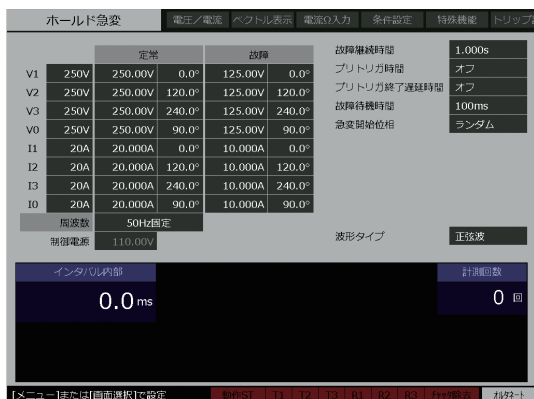 ホールド急変 電圧/電流 ベクトル表示 電流Ω入力 条件設定 特殊機能 トリップ
定常 故障
V1 250V 250.00V 0.0° 125.00V 0.0°
V2 250V 250.00V 120.0° 125.00V 120.0°
V3 250V 250.00V 240.0° 125.00V 240.0°
V0 250V 250.00V 90.0° 125.00V 90.0°
I1 20A 20.000A 0.0° 10.000A 0.0°
I2 20A 20.000A 120.0° 10.000A 120.0°
I3 20A 20.000A 240.0° 10.000A 240.0°
I0 20A 20.000A 90.0° 10.000A 90.0°
周波数 50Hz固定
制御電源 110.00V
故障継続時間 1.000s
プリトリガ時間 オフ
プリトリガ終了遅延時間 オフ
故障待機時間 100ms
急変開始位相 ランダム
波形タイプ 正弦波
インタバル内部 計測回数
0.0 ms 0 回
[メニュー]または[画面選択]で設定 動作ST T1 T2 T3 R1 R2 R3 ﾁｬﾀ除去 ｵﾙﾀﾈｰﾄ